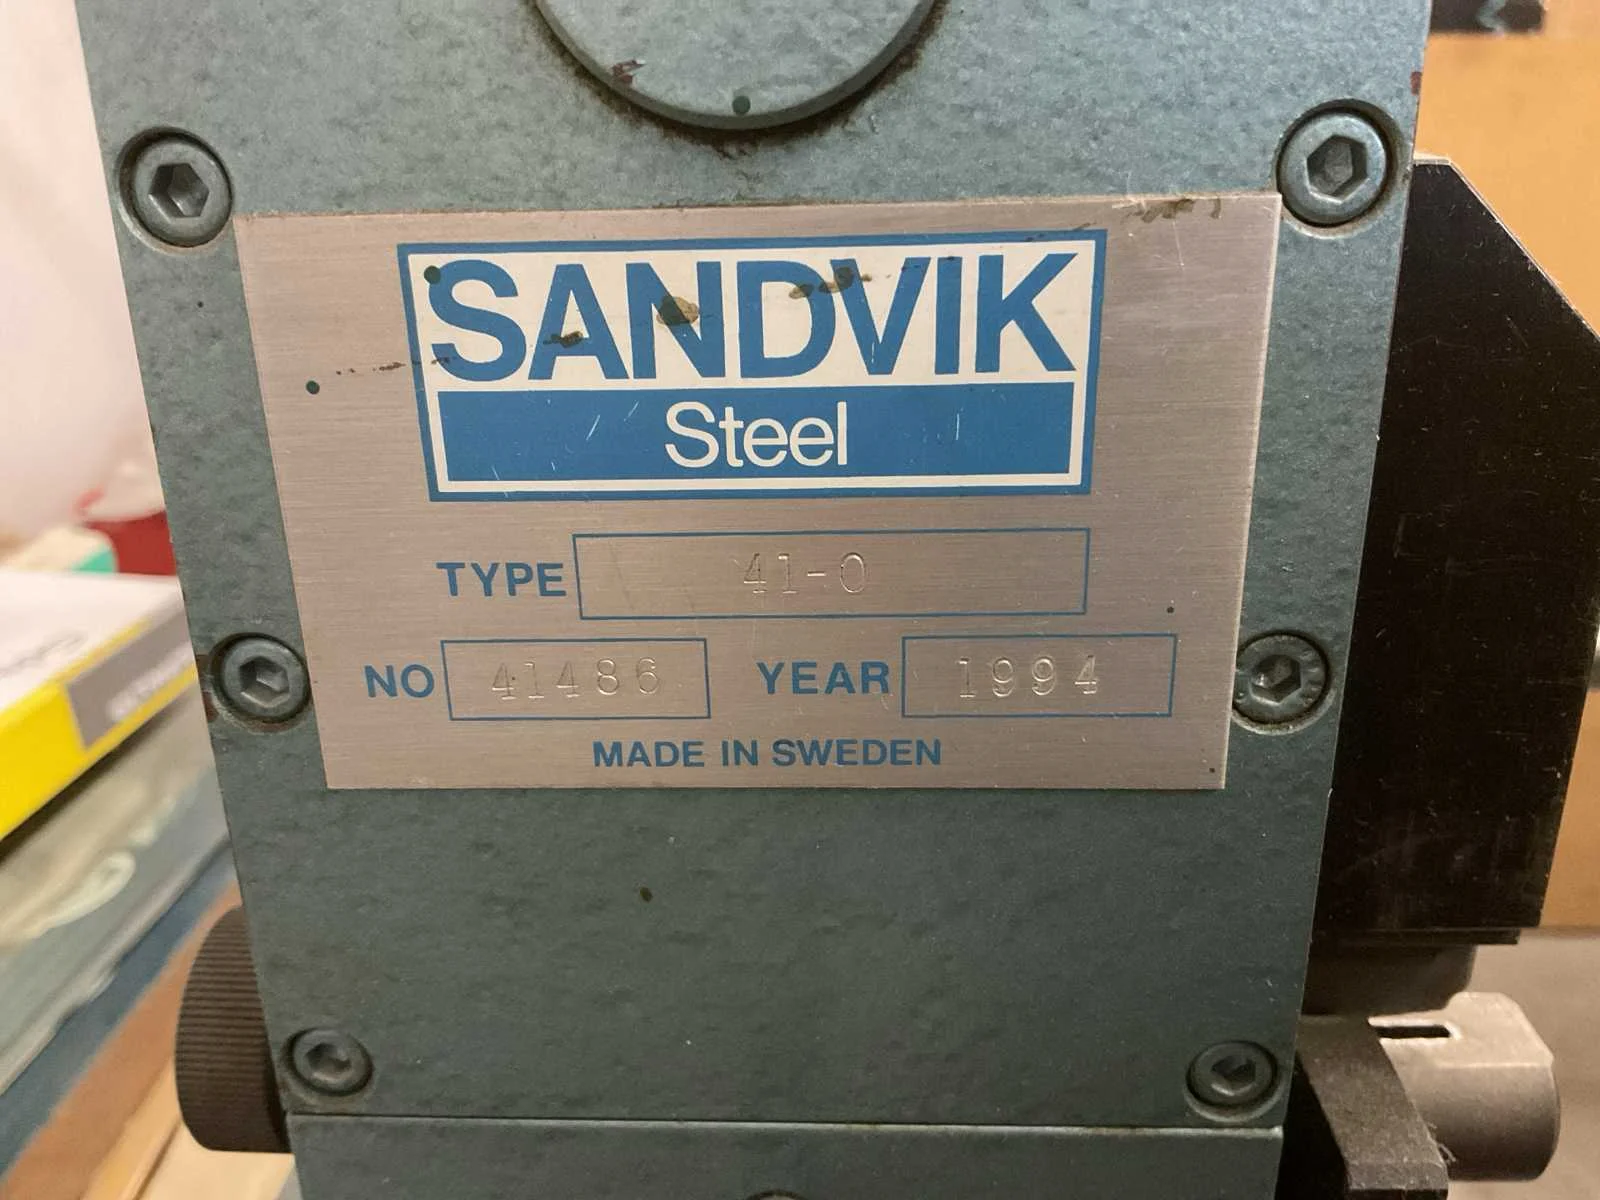 SANDVIK
Steel
TYPE 41-0
NO 41486 YEAR 1994
MADE IN SWEDEN